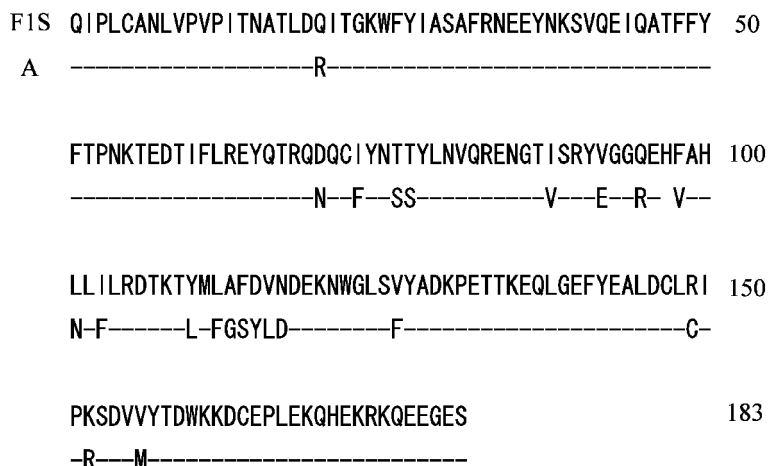 F1S QIPLCANLVPVPITNATLDQITGKWFYIASAFRNEEYNKSVQEIQATFFY 50
A -------------------R------------------------------
FTPNKTEDTIFLREYQTRQDQCIYNTTYLNVQRENGTISRYVGGQEHFAH 100
-------------------N--F--SS----------V---E--R- V--
LLILRDTKTYMLAFDVNDEKNWGLSVYADKPETTKEQLGEFYEALDCLRI 150
N-F------L-FGSYLD--------F----------------------C-
PKSDVVYTDWKKDCEPLEKQHEKRKQEEGES 183
-R---M-------------------------